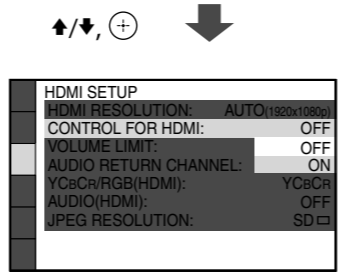 ↑/↓, ⊕
HDMI SETUP
HDMI RESOLUTION: AUTO(1920x1080p)
CONTROL FOR HDMI: OFF
VOLUME LIMIT: OFF
AUDIO RETURN CHANNEL: ON
YCBCR/RGB(HDMI): YCBCR
AUDIO(HDMI): OFF
JPEG RESOLUTION: SD